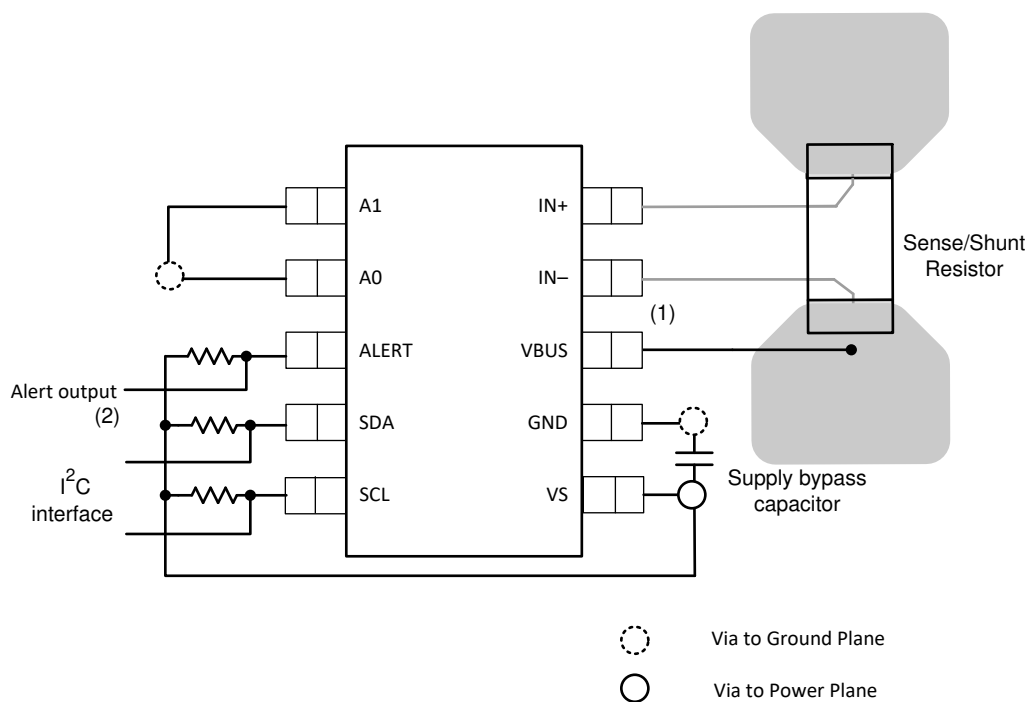 A1
A0
ALERT
SDA
SCL
IN+
IN–
VBUS
GND
VS
(1)
Sense/Shunt
Resistor
Alert output
(2)
I²C
interface
Supply bypass
capacitor
Via to Ground Plane
Via to Power Plane